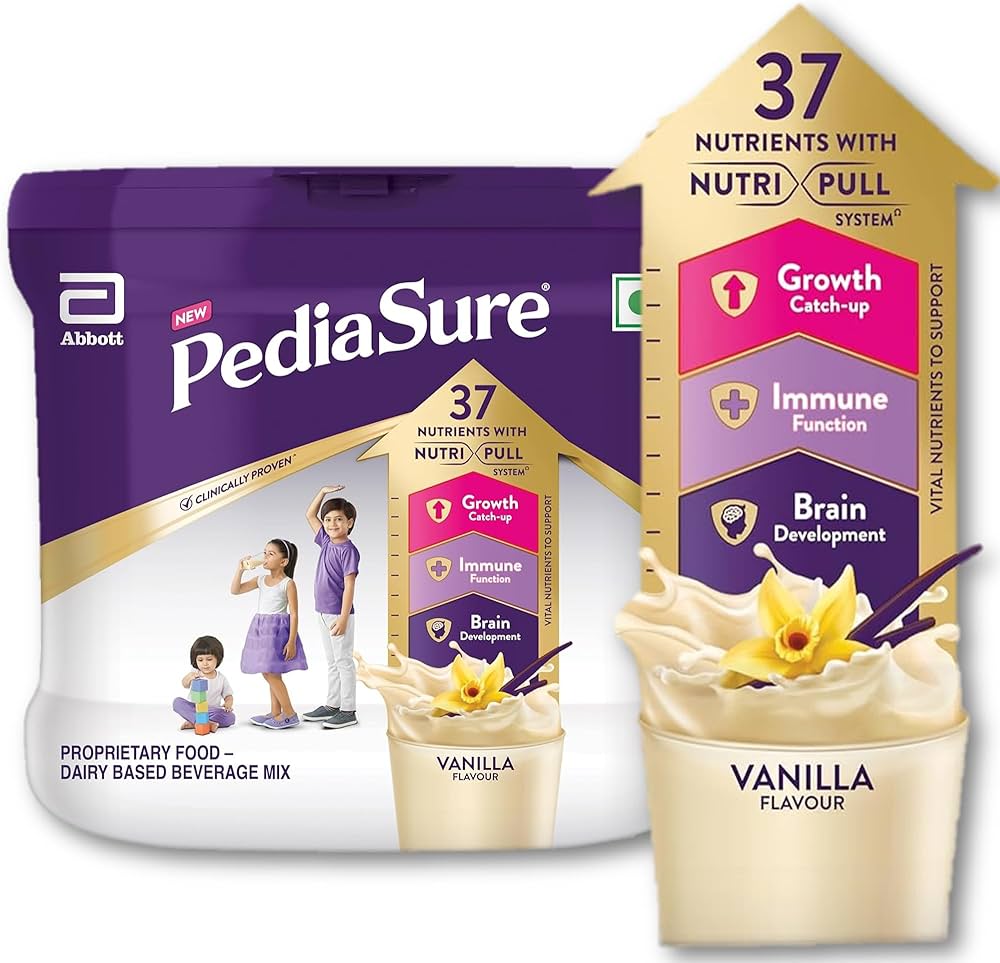 Abbott
NEW
PediaSure®
CLINICALLY PROVEN^
37
NUTRIENTS WITH
NUTRI PULL
SYSTEMΩ
Growth
Catch-up
Immune
Function
Brain
Development
VITAL NUTRIENTS TO SUPPORT
VANILLA
FLAVOUR
PROPRIETARY FOOD –
DAIRY BASED BEVERAGE MIX
37
NUTRIENTS WITH
NUTRI PULL
SYSTEMΩ
Growth
Catch-up
Immune
Function
Brain
Development
VITAL NUTRIENTS TO SUPPORT
VANILLA
FLAVOUR